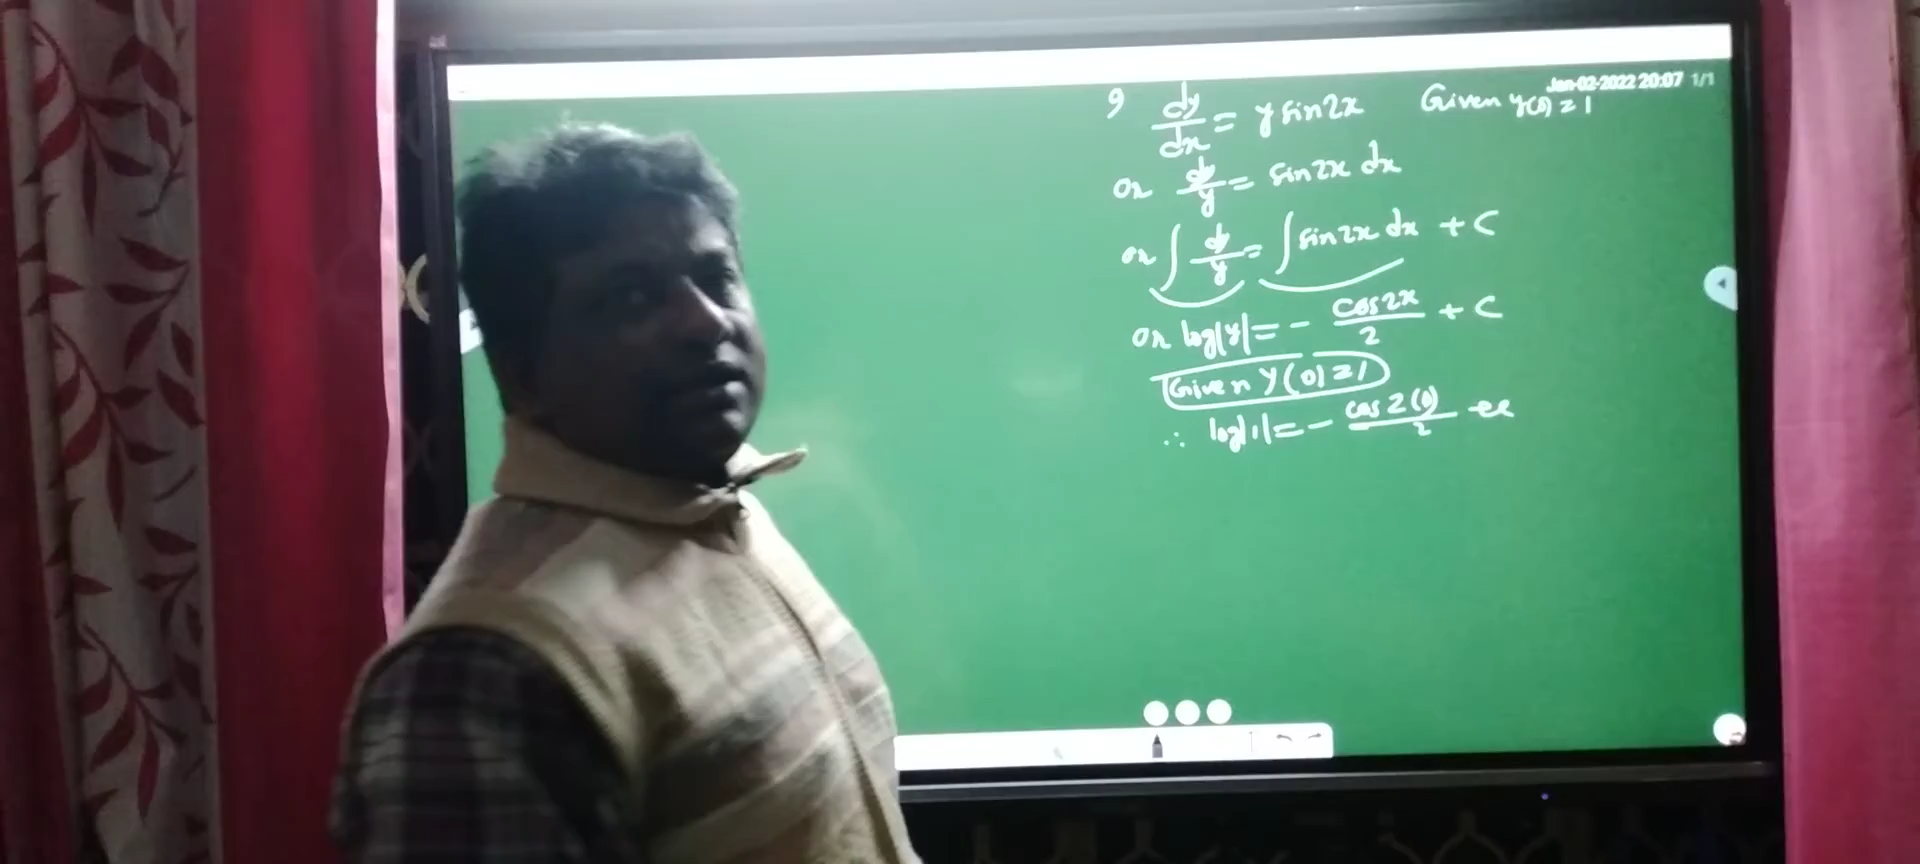 Jan-02-2022 20:07 1/1
9 dy/dx = y sin2x Given y(0) = 1
or dy/y = sin2x dx
or ∫ dy/y = ∫ sin2x dx + C
or log|y| = - cos2x/2 + C
Given y(0) = 1
∴ log|1| = - cos2(0)/2